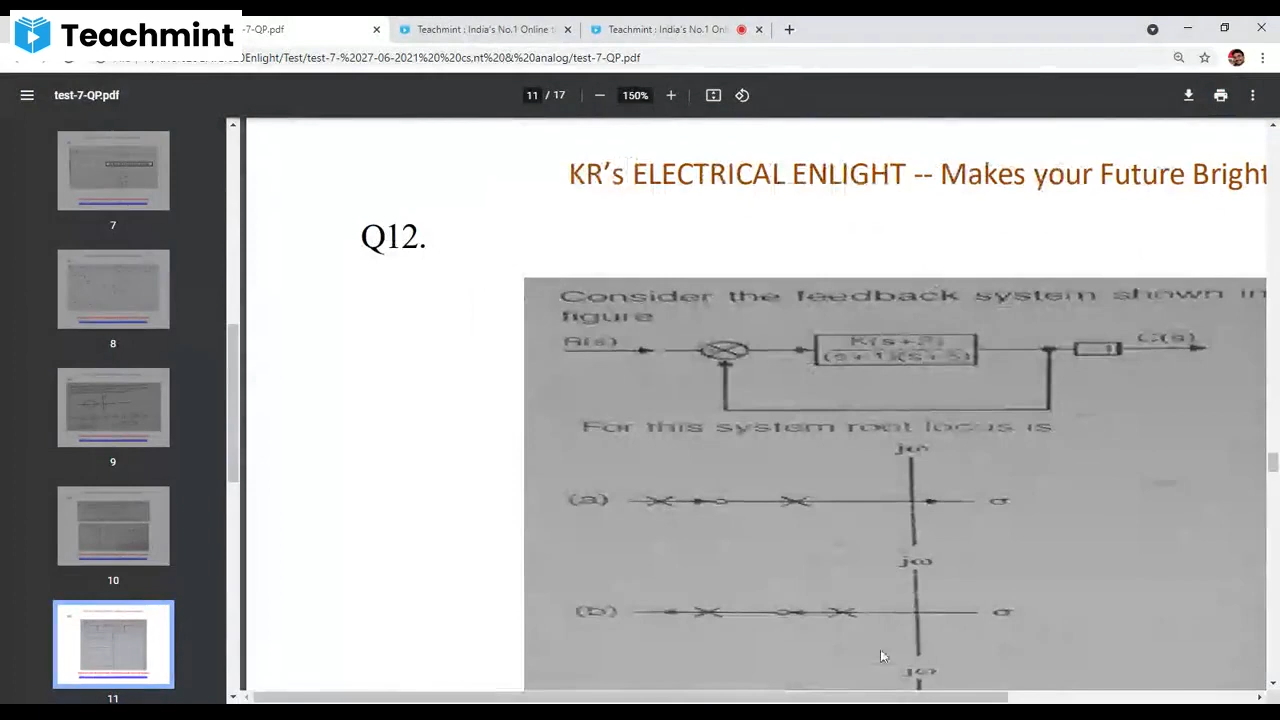 Teachmint
-7-QP.pdf
Teachmint : India's No.1 Online t
Teachmint : India's No.1 Onli
Enlight/Test/test-7-%2027-06-2021%20%20cs,nt%20&%20analog/test-7-QP.pdf
test-7-QP.pdf
11 / 17
150%
KR's ELECTRICAL ENLIGHT -- Makes your Future Bright
Q12.
Consider the feedback system shown in
figure
R(s)
C(s)
For this system root locus is
jω
(a)
σ
jω
(b)
σ
jω
7
8
9
10
11